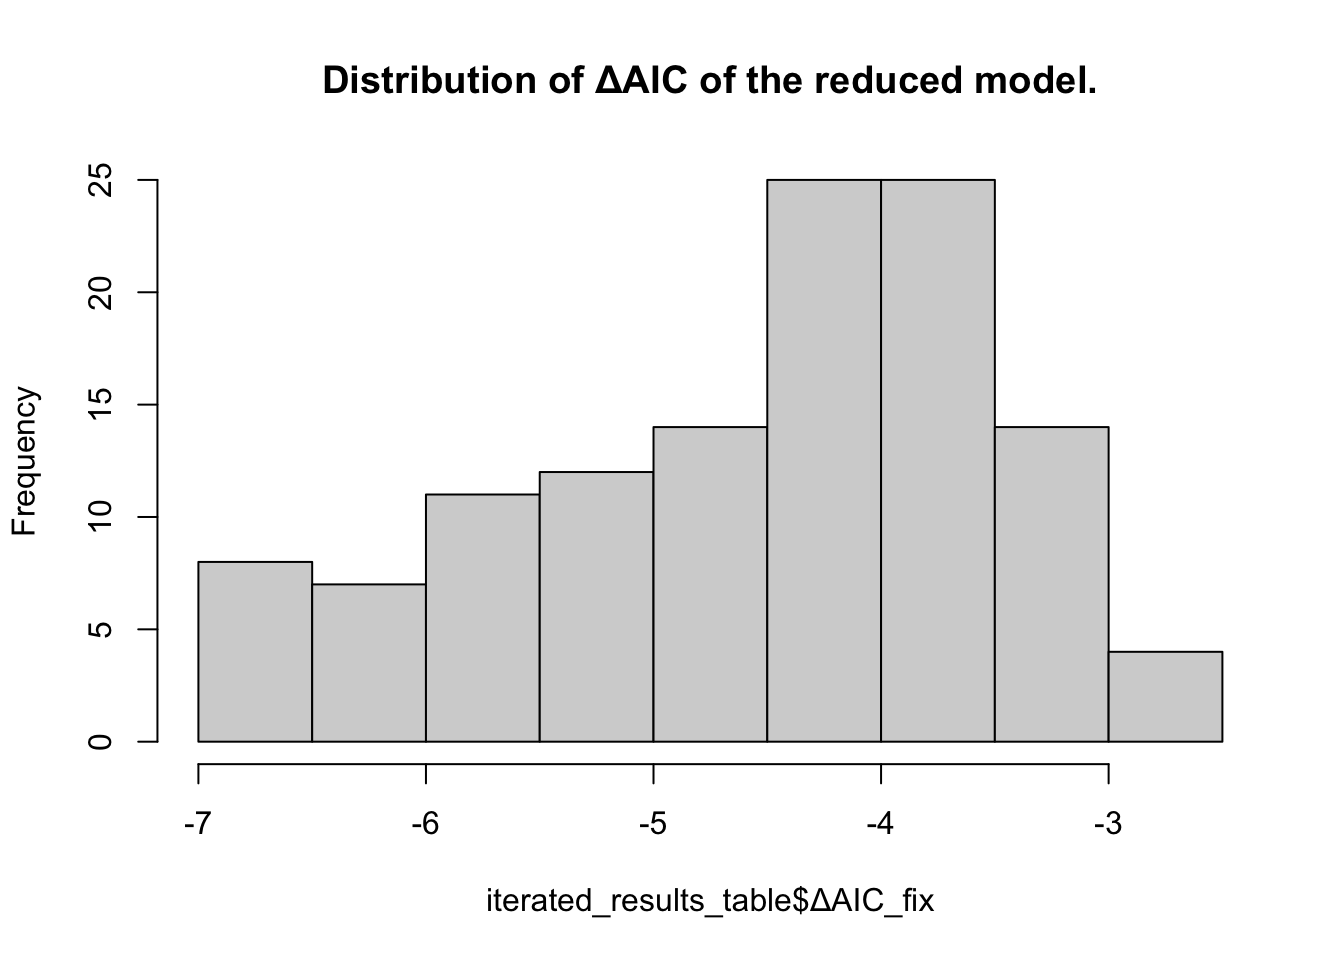 Distribution of ΔAIC of the reduced model.
25
20
15
10
5
0
Frequency
-7 -6 -5 -4 -3
iterated_results_table$ΔAIC_fix